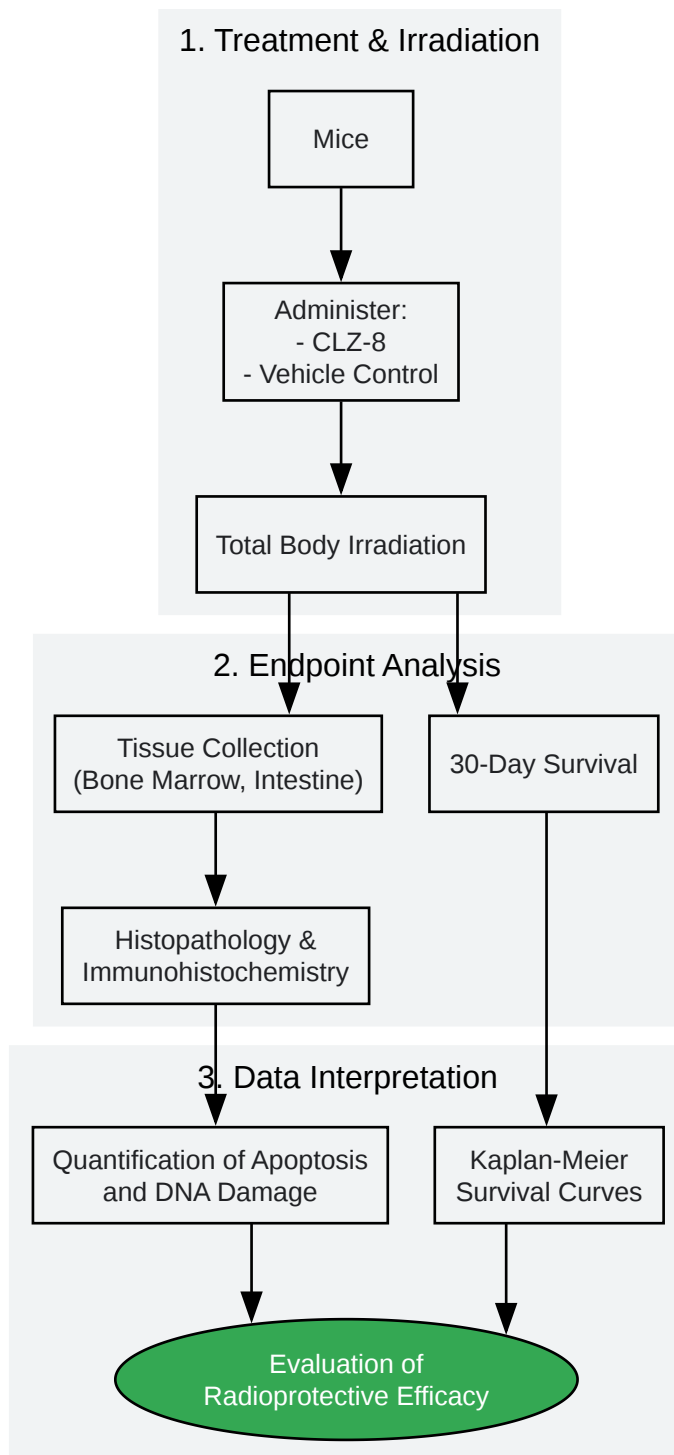 1. Treatment & Irradiation
Mice
Administer:
- CLZ-8
- Vehicle Control
Total Body Irradiation
2. Endpoint Analysis
Tissue Collection
(Bone Marrow, Intestine)
30-Day Survival
Histopathology &
Immunohistochemistry
3. Data Interpretation
Quantification of Apoptosis
and DNA Damage
Kaplan-Meier
Survival Curves
Evaluation of
Radioprotective Efficacy